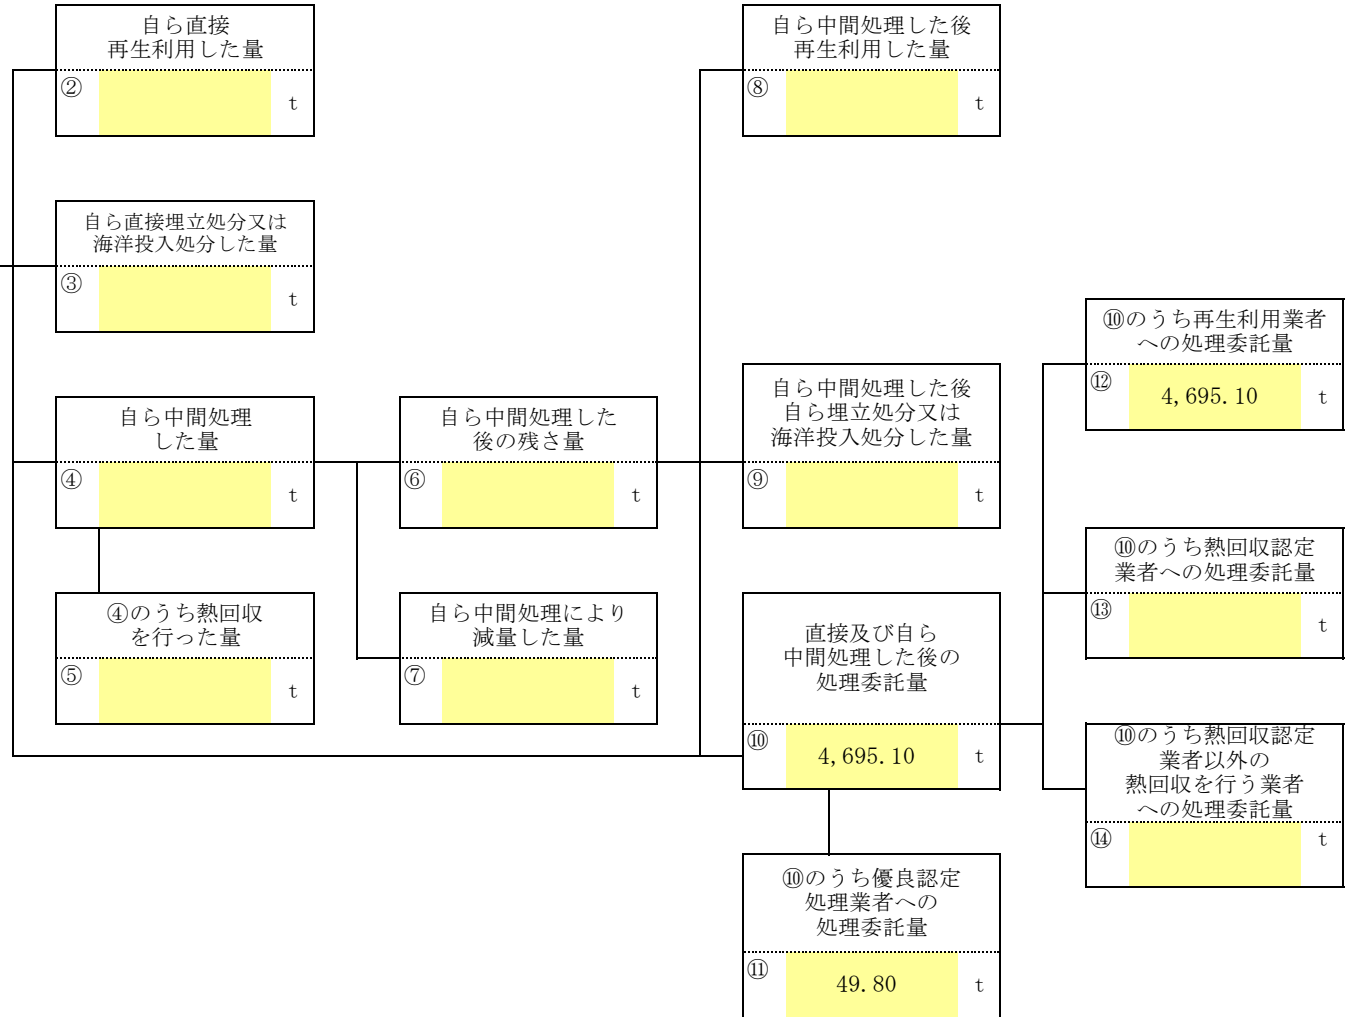 自ら直接
再生利用した量
②
t
自ら直接埋立処分又は
海洋投入処分した量
③
t
自ら中間処理
した量
④
t
④のうち熱回収
を行った量
⑤
t
自ら中間処理した
後の残さ量
⑥
t
自ら中間処理により
減量した量
⑦
t
自ら中間処理した後
再生利用した量
⑧
t
自ら中間処理した後
自ら埋立処分又は
海洋投入処分した量
⑨
t
直接及び自ら
中間処理した後の
処理委託量
⑩ 4,695.10 t
⑩のうち優良認定
処理業者への
処理委託量
⑪ 49.80 t
⑩のうち再生利用業者
への処理委託量
⑫ 4,695.10 t
⑩のうち熱回収認定
業者への処理委託量
⑬
t
⑩のうち熱回収認定
業者以外の
熱回収を行う業者
への処理委託量
⑭
t